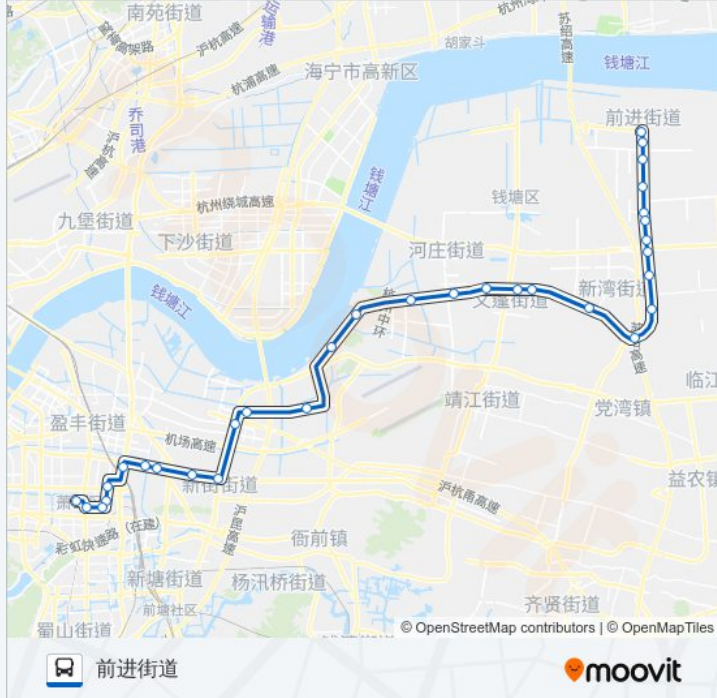 南苑街道
运输港
杭州
苏绍高速
沪杭高速
胡家斗
钱塘江
海宁市高新区
杭浦高速
乔司港
沪杭高速
前进街道
钱塘江
杭州绕城高速
钱塘区
九堡街道
下沙街道
河庄街道
钱塘江
新湾街道
义蓬街道
中环
高速
临江
靖江街道
党湾镇
盈丰街道
机场高速
新街街道
沪杭甬高速
益农镇
萧
彩虹快速路（在建）
沪昆高速
衙前镇
新塘街道
杨汛桥街道
前塘社区
齐贤街道
蜀山街道
© OpenStreetMap contributors | © OpenMapTiles
前进街道
moovit